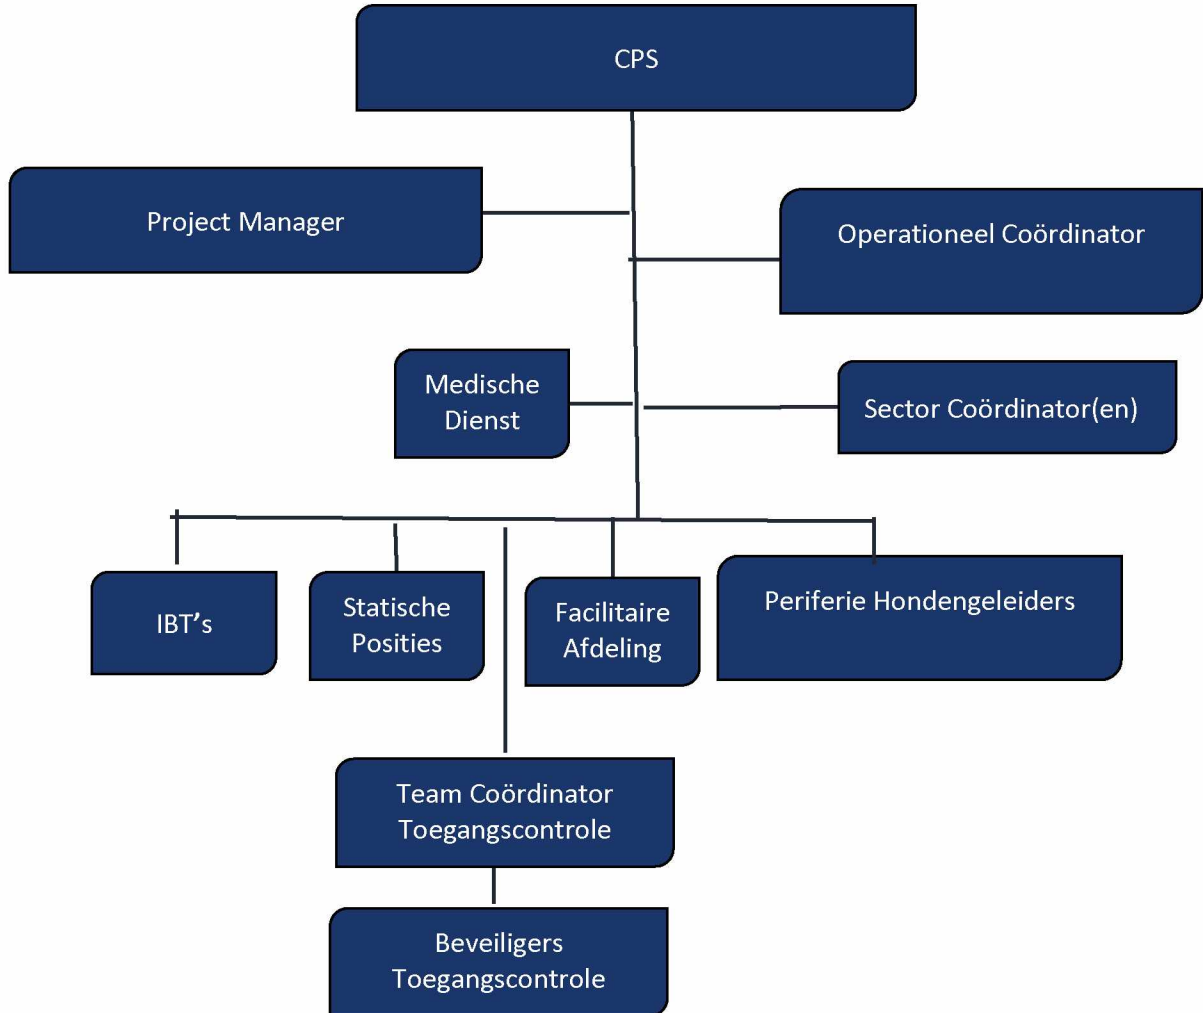 CPS
Project Manager
Operationeel Coördinator
Medische
Dienst
Sector Coördinator(en)
IBT's
Statische
Posities
Facilitaire
Afdeling
Periferie Hondengeleiders
Team Coördinator
Toegangscontrole
Beveiligers
Toegangscontrole